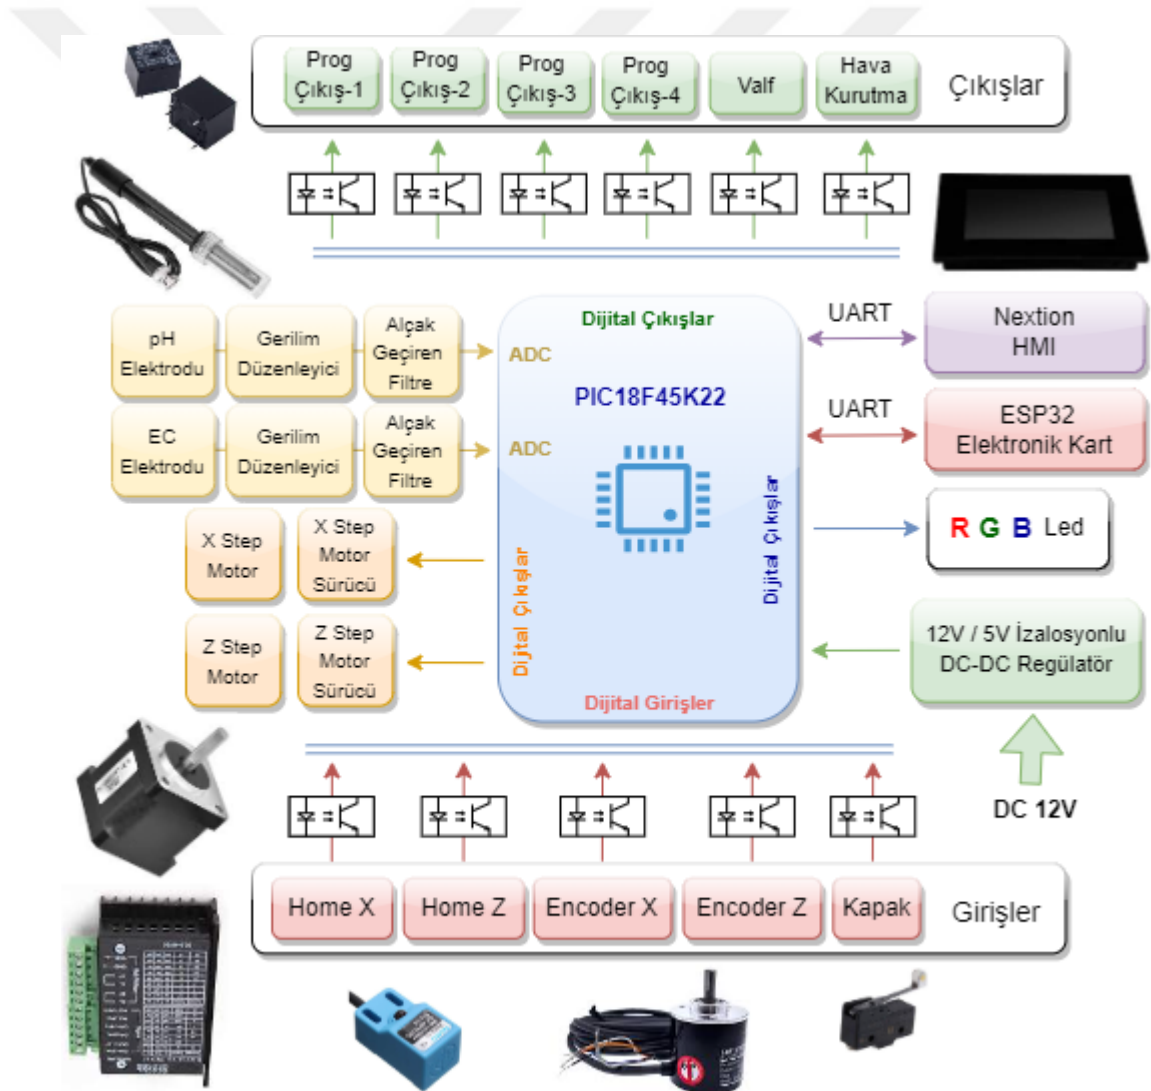 Prog
Çıkış-1
Prog
Çıkış-2
Prog
Çıkış-3
Prog
Çıkış-4
Valf
Hava
Kurutma
Çıkışlar
Dijital Çıkışlar
UART
Nextion
HMI
pH
Elektrodu
Gerilim
Düzenleyici
Alçak
Geçiren
Filtre
ADC
PIC18F45K22
UART
ESP32
Elektronik Kart
EC
Elektrodu
Gerilim
Düzenleyici
Alçak
Geçiren
Filtre
ADC
Dijital Çıkışlar
R G B Led
X Step
Motor
X Step
Motor
Sürücü
Dijital Çıkışlar
Z Step
Motor
Z Step
Motor
Sürücü
12V / 5V İzalosyonlu
DC-DC Regülatör
Dijital Girişler
DC 12V
Home X
Home Z
Encoder X
Encoder Z
Kapak
Girişler